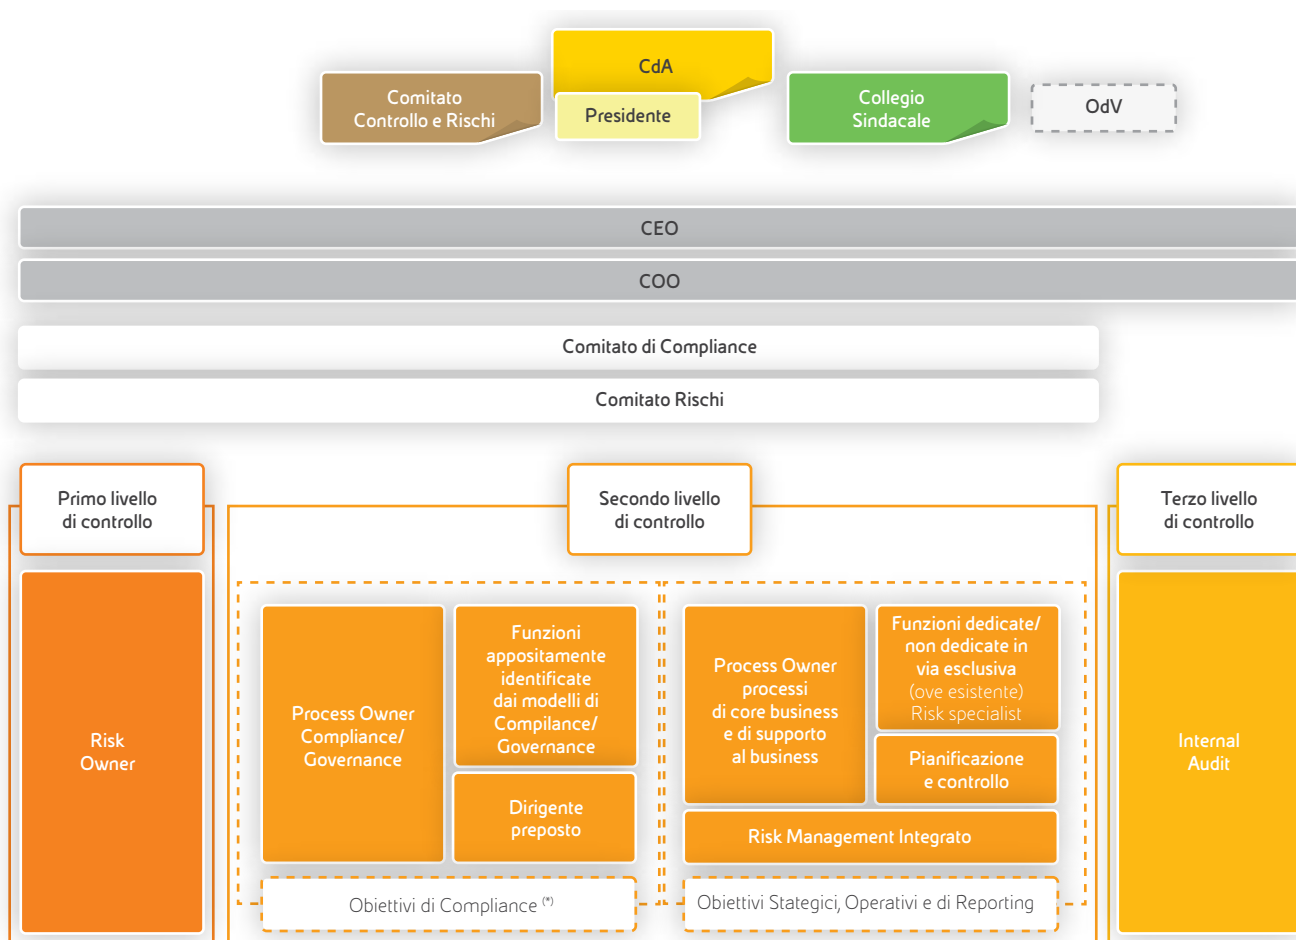 CdA
Presidente
Comitato
Controllo e Rischi
Collegio
Sindacale
OdV
CEO
COO
Comitato di Compliance
Comitato Rischi
Primo livello
di controllo
Secondo livello
di controllo
Terzo livello
di controllo
Risk
Owner
Process Owner
Compliance/
Governance
Funzioni
appositamente
identificate
dai modelli di
Compilance/
Governance
Dirigente
preposto
Obiettivi di Compliance (*)
Process Owner
processi
di core business
e di supporto
al business
Funzioni dedicate/
non dedicate in
via esclusiva
(ove esistente)
Risk specialist
Pianificazione
e controllo
Risk Management Integrato
Obiettivi Stategici, Operativi e di Reporting
Internal
Audit